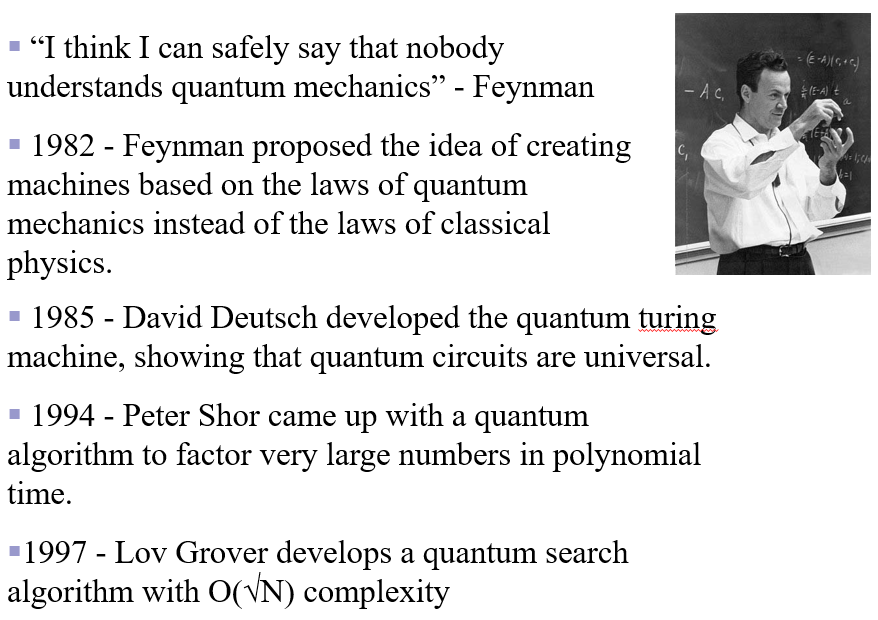 ▪ “I think I can safely say that nobody
understands quantum mechanics” - Feynman
▪ 1982 - Feynman proposed the idea of creating
machines based on the laws of quantum
mechanics instead of the laws of classical
physics.
▪ 1985 - David Deutsch developed the quantum turing
machine, showing that quantum circuits are universal.
▪ 1994 - Peter Shor came up with a quantum
algorithm to factor very large numbers in polynomial
time.
▪1997 - Lov Grover develops a quantum search
algorithm with O(√N) complexity
- A C₁